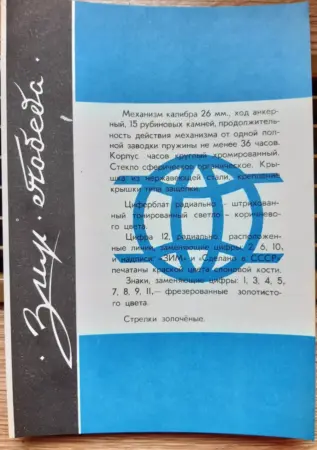 Зим · Победа ·
Механизм калибра 26 мм., ход анкер-
ный, 15 рубиновых камней, продолжитель-
ность действия механизма от одной пол-
ной заводки пружины не менее 36 часов.
Корпус часов круглый хромированный.
Стекло сферическое органическое. Крыш-
ка из нержавеющей стали, крепление
крышки типа защелки.
Циферблат радиально — штрихован-
ный тонированный светло — коричнево-
го цвета.
Цифра 12, радиально расположен-
ные линии, заменяющие цифры: 2, 6, 10,
и надписи «ЗИМ» и «Сделано в СССР»
печатаны краской цвета слоновой кости.
Знаки, заменяющие цифры: 1, 3, 4, 5,
7, 8, 9, 11,— фрезерованные золотисто-
го цвета.
Стрелки золочёные.